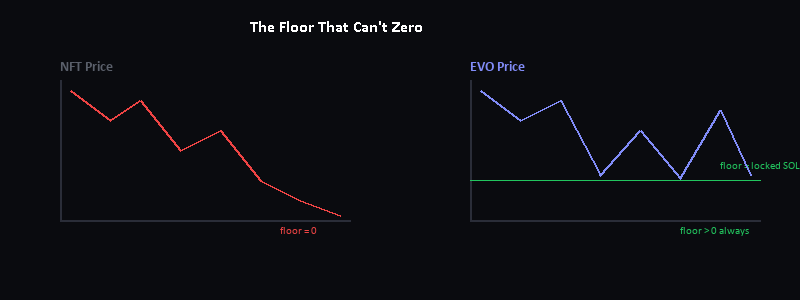 The Floor That Can't Zero
NFT Price
EVO Price
floor = locked SOL
floor = 0
floor > 0 always